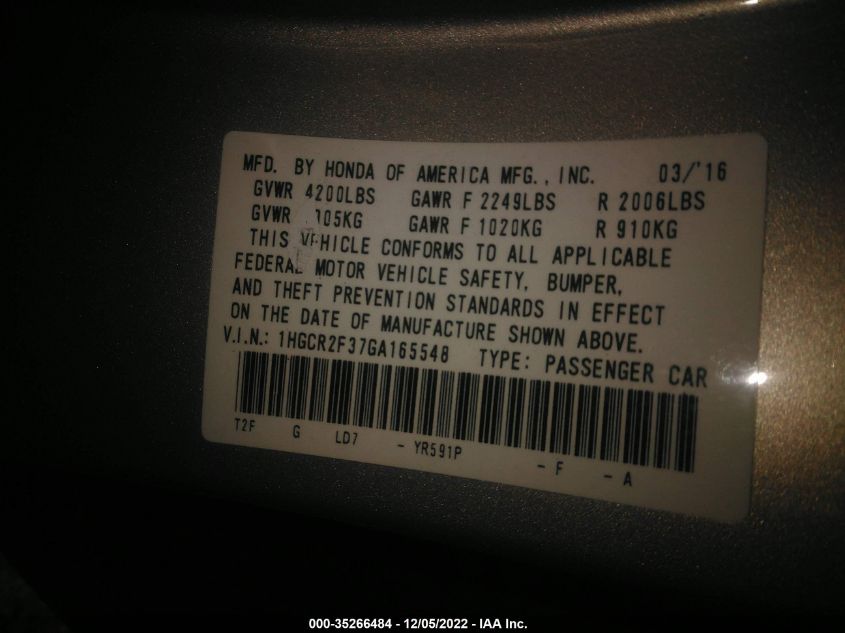 MFD. BY HONDA OF AMERICA MFG., INC. 03/'16
GVWR 4200LBS GAWR F 2249LBS R 2006LBS
GVWR 905KG GAWR F 1020KG R 910KG
THIS VEHICLE CONFORMS TO ALL APPLICABLE
FEDERAL MOTOR VEHICLE SAFETY, BUMPER,
AND THEFT PREVENTION STANDARDS IN EFFECT
ON THE DATE OF MANUFACTURE SHOWN ABOVE.
V.I.N.: 1HGCR2F37GA165548 TYPE: PASSENGER CAR
T2F G LD7 - YR591P - F - A
000-35266484 - 12/05/2022 - IAA Inc.